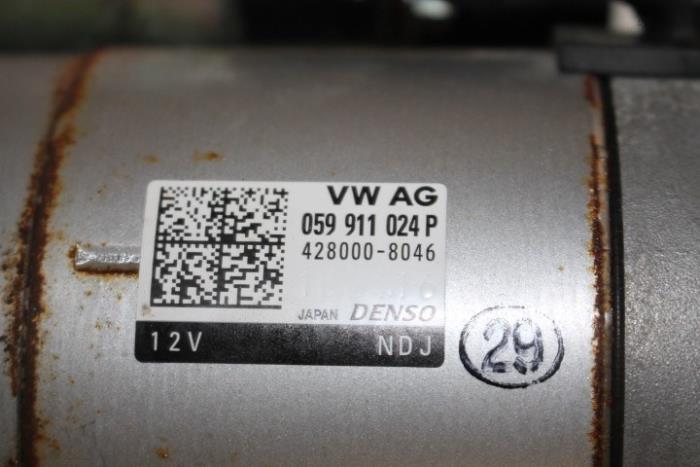 VW AG
059 911 024 P
428000-8046
JAPAN DENSO
12V NDJ
29